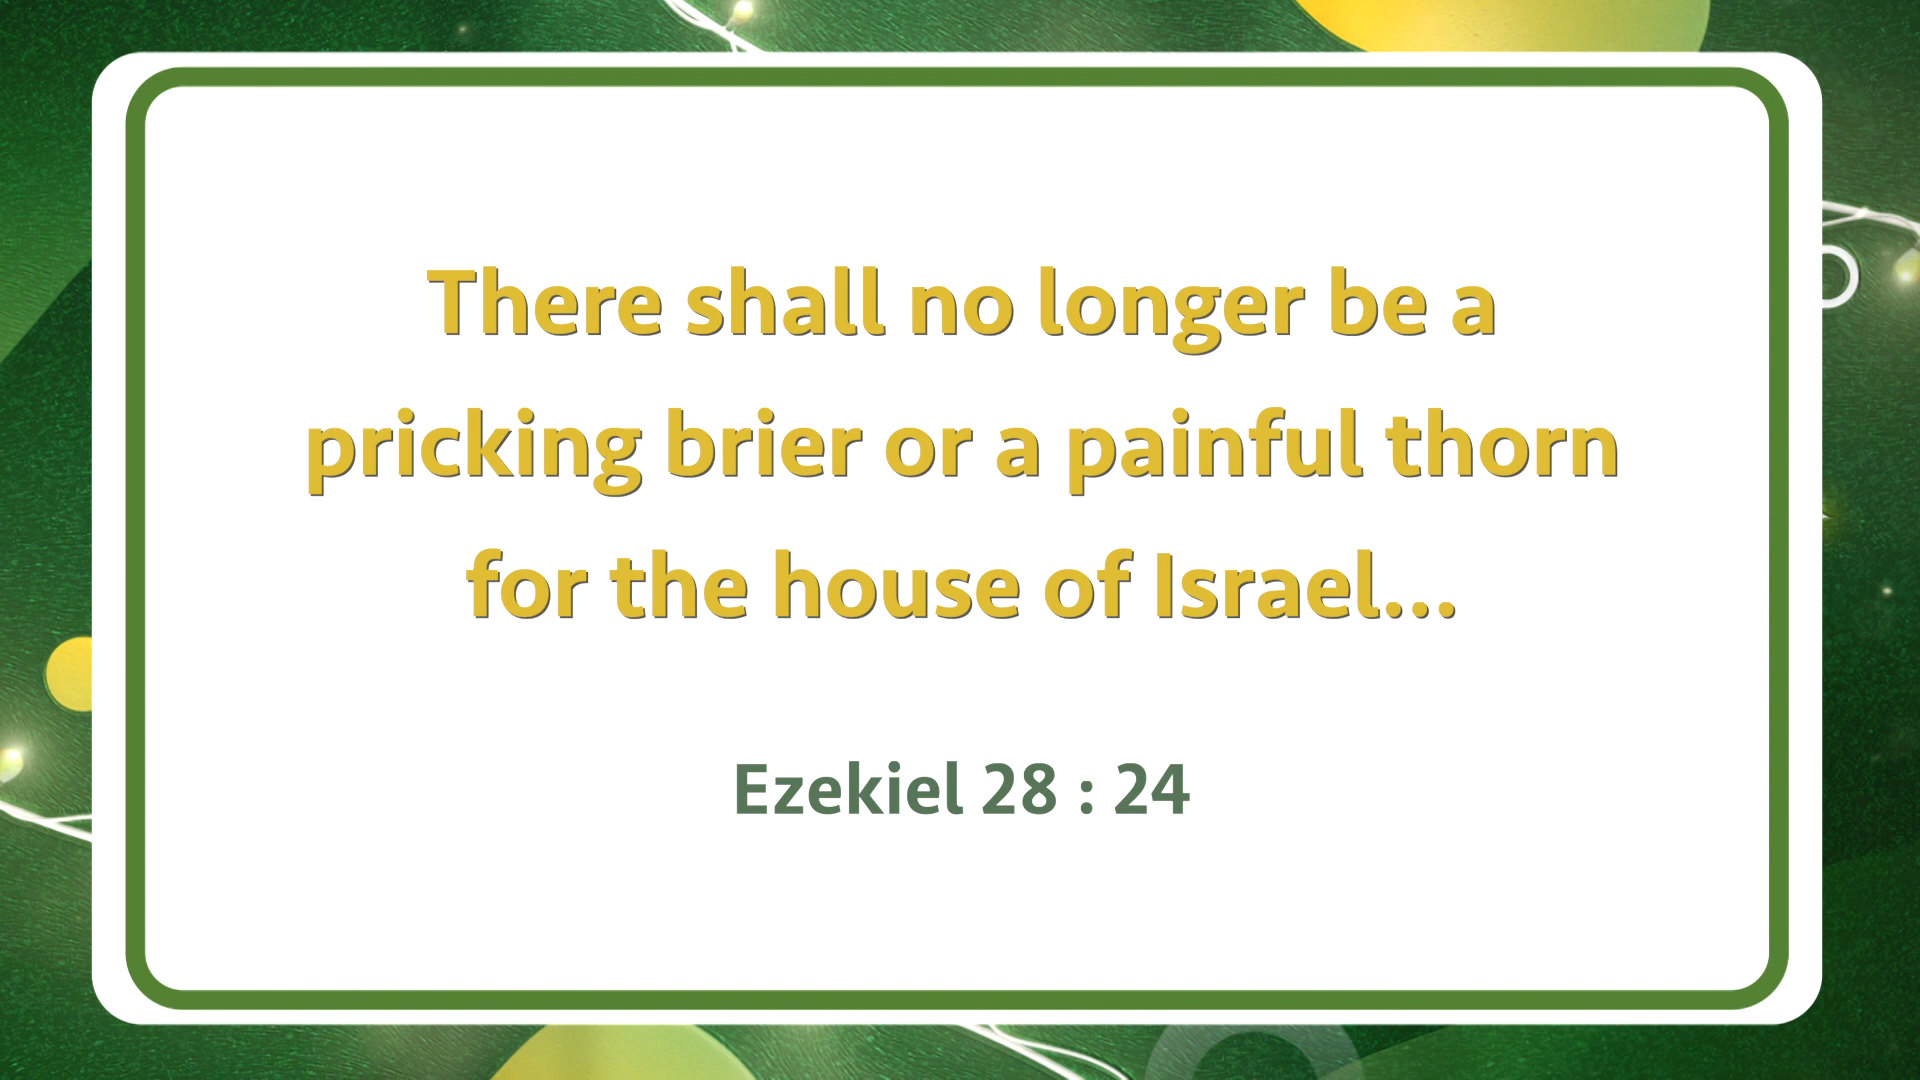 There shall no longer be a
pricking brier or a painful thorn
for the house of Israel...
Ezekiel 28 : 24